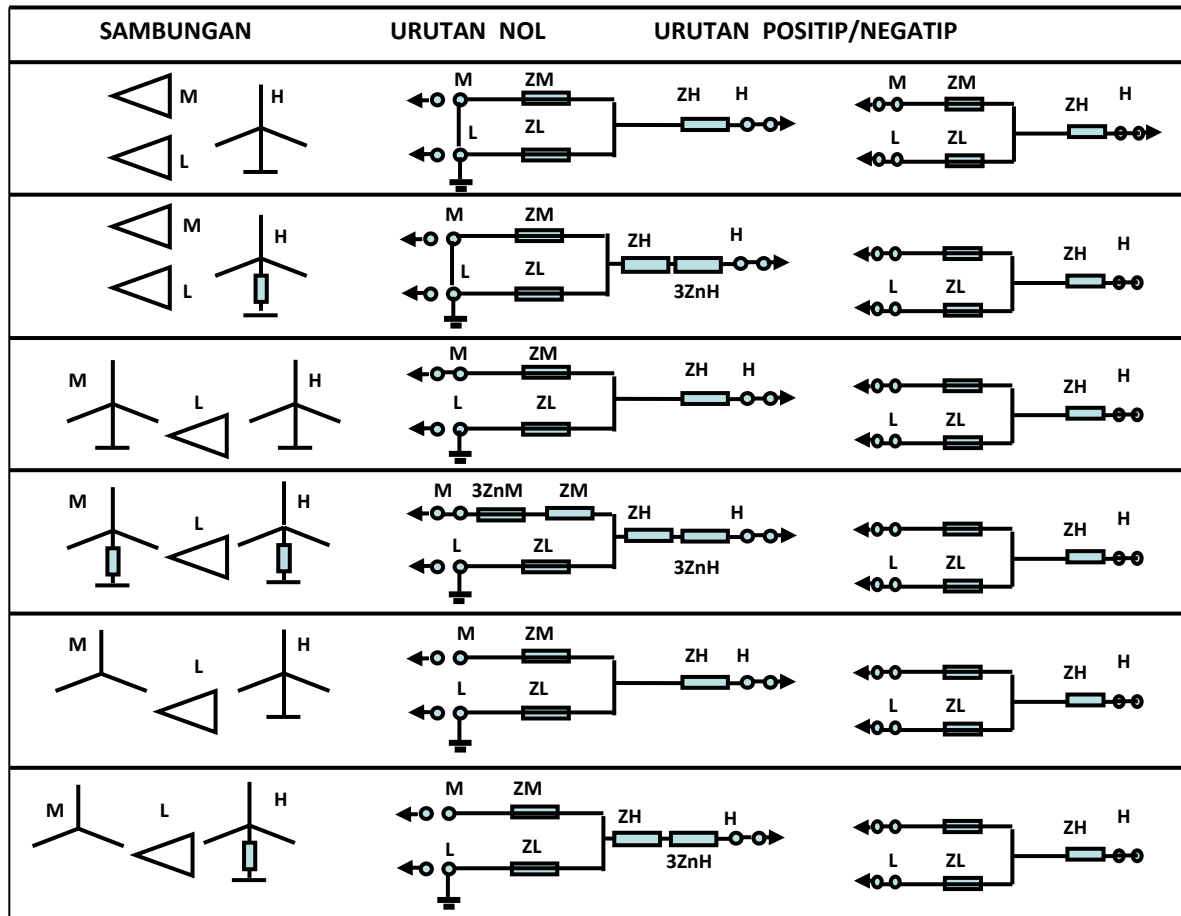 SAMBUNGAN URUTAN NOL URUTAN POSITIP/NEGATIP
M H M ZM ZH H M ZM ZH H
L L ZL L ZL
M H M ZM ZH H ZH H
L L ZL 3ZnH L ZL
M L H M ZM ZH H ZH H
L ZL L ZL
M L H M 3ZnM ZM ZH H ZH H
L ZL 3ZnH L ZL
M L H M ZM ZH H ZH H
L ZL L ZL
M L H M ZM ZH H ZH H
L ZL 3ZnH L ZL